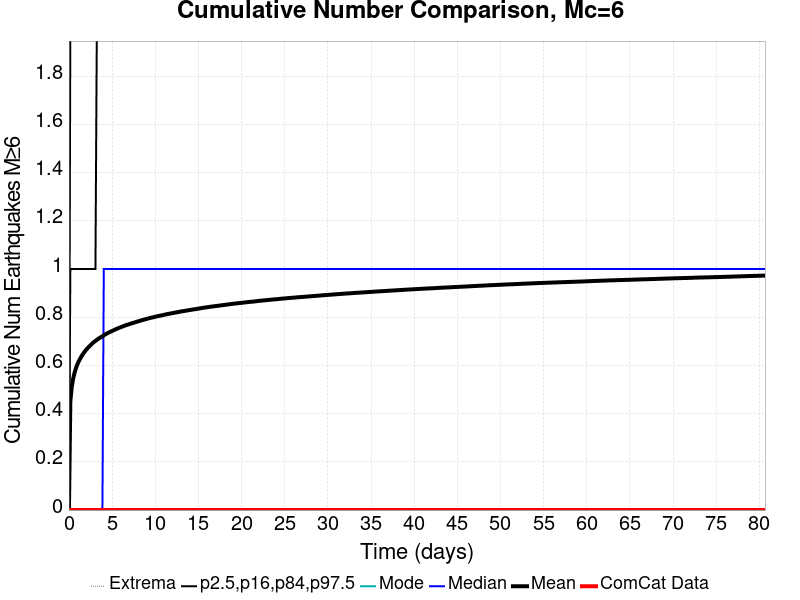 Cumulative Number Comparison, Mc=6
Cumulative Num Earthquakes M≥6
1.8
1.6
1.4
1.2
1
0.8
0.6
0.4
0.2
0
0 5 10 15 20 25 30 35 40 45 50 55 60 65 70 75 80
Time (days)
Extrema p2.5,p16,p84,p97.5 Mode Median Mean ComCat Data